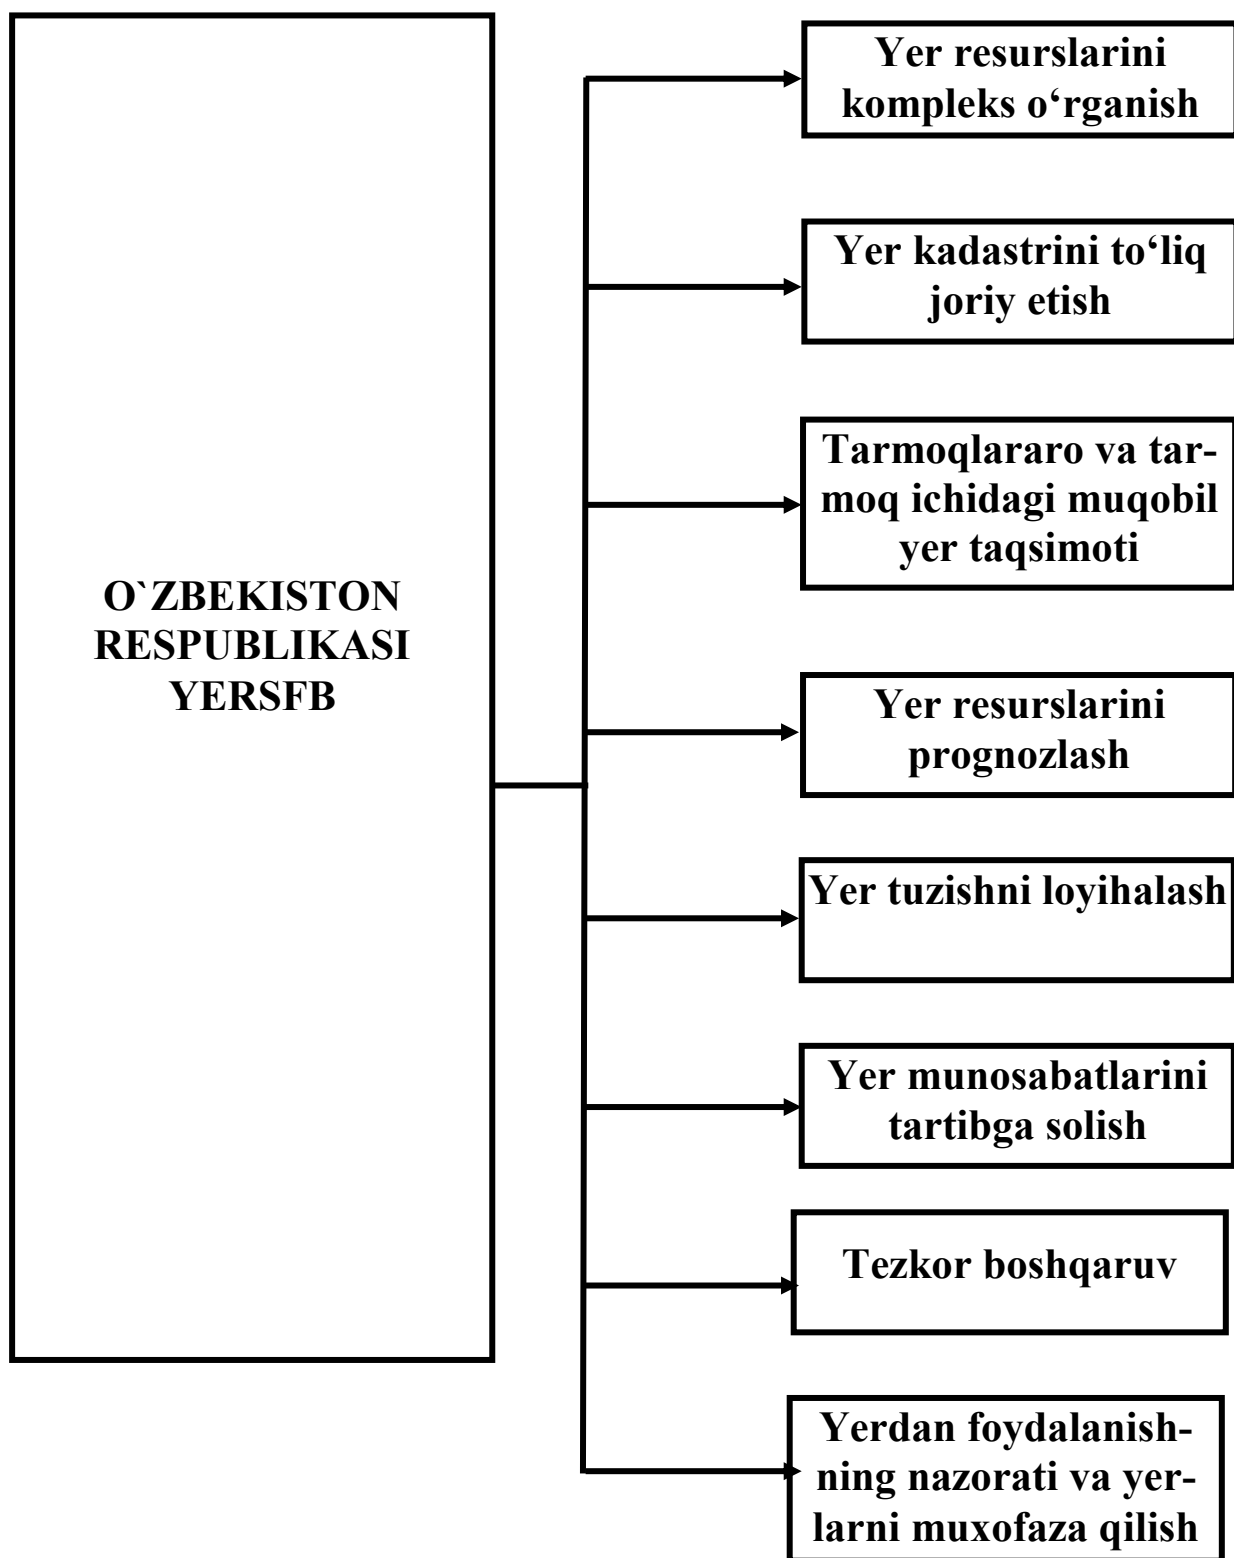 Yer resurslarini
kompleks o‘rganish
Yer kadastrini to‘liq
joriy etish
Tarmoqlararo va tar-
moq ichidagi muqobil
yer taqsimoti
O`ZBEKISTON
RESPUBLIKASI
YERSFB
Yer resurslarini
prognozlash
Yer tuzishni loyihalash
Yer munosabatlarini
tartibga solish
Tezkor boshqaruv
Yerdan foydalanish-
ning nazorati va yer-
larni muxofaza qilish